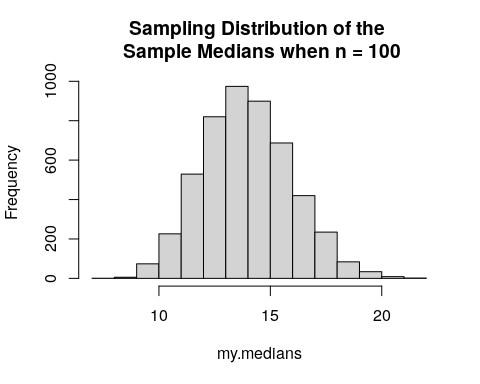 Sampling Distribution of the
Sample Medians when n = 100
Frequency
1000
600
200
0
10 15 20
my.medians